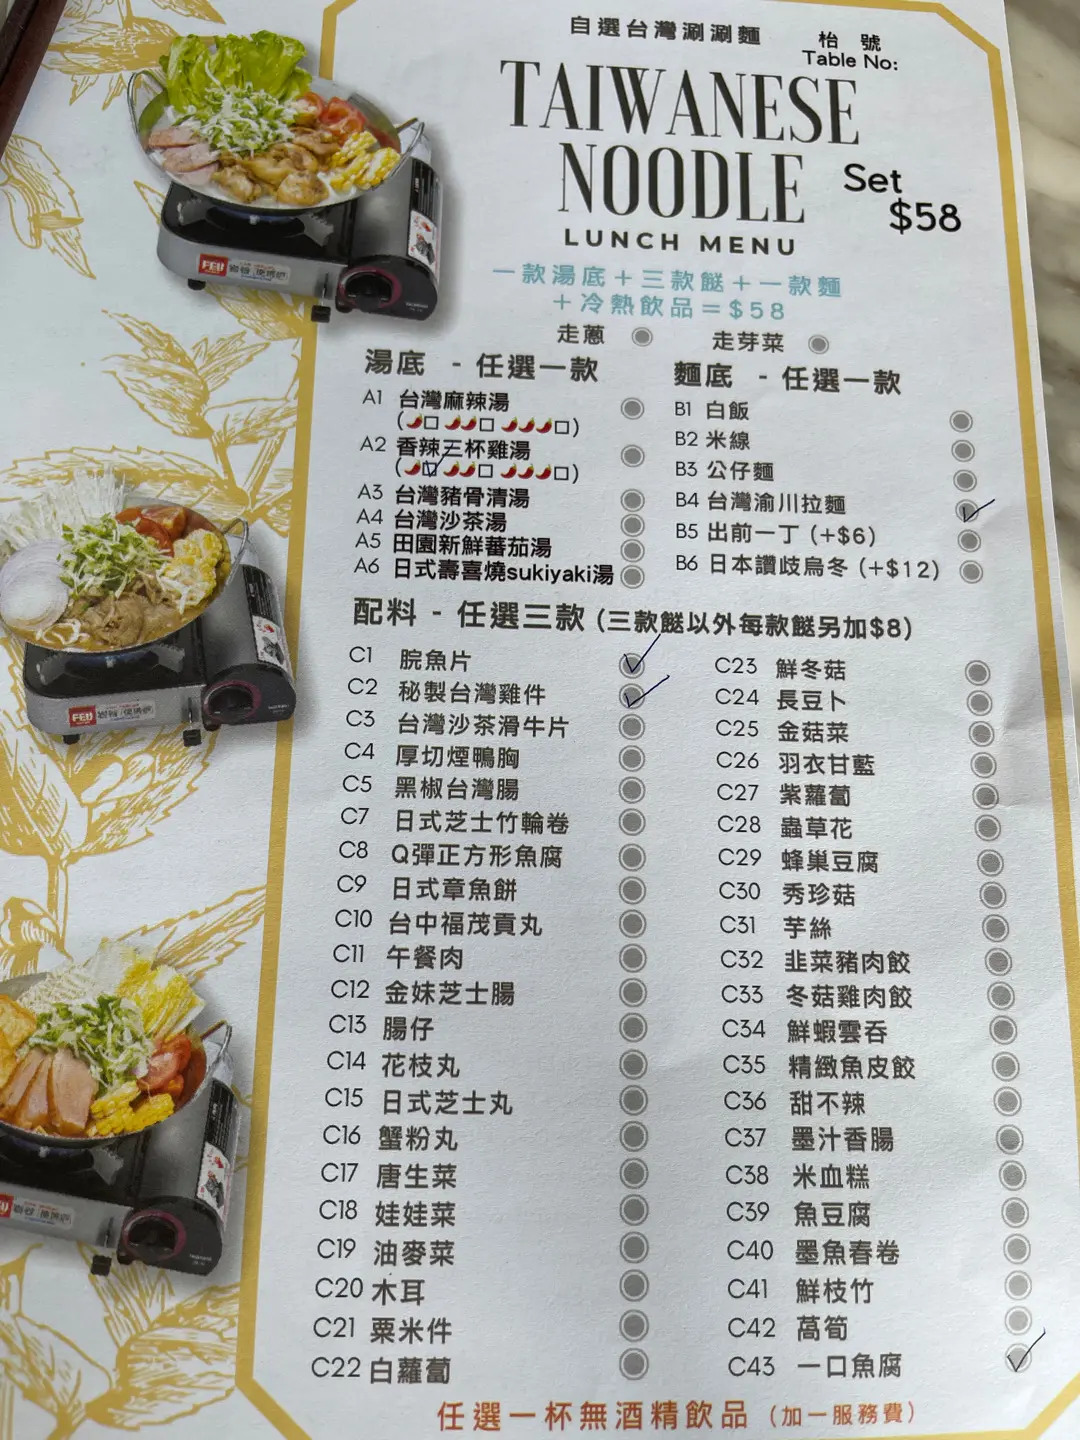 自選台灣涮涮麵
枱 號
Table No:
TAIWANESE
NOODLE
Set
$58
LUNCH MENU
一款湯底+三款餸+一款麵
+冷熱飲品=$58
走蔥
走芽菜
湯底 - 任選一款
A1 台灣麻辣湯
(🌶□ 🌶🌶□ 🌶🌶🌶□)
A2 香辣三杯雞湯
(🌶□ 🌶🌶□ 🌶🌶🌶□)
A3 台灣豬骨清湯
A4 台灣沙茶湯
A5 田園新鮮蕃茄湯
A6 日式壽喜燒sukiyaki湯
麵底 - 任選一款
B1 白飯
B2 米線
B3 公仔麵
B4 台灣渝川拉麵
B5 出前一丁 (+$6)
B6 日本讚歧烏冬 (+$12)
配料 - 任選三款 (三款餸以外每款餸另加$8)
C1 脘魚片
C2 秘製台灣雞件
C3 台灣沙茶滑牛片
C4 厚切煙鴨胸
C5 黑椒台灣腸
C7 日式芝士竹輪卷
C8 Q彈正方形魚腐
C9 日式章魚餅
C10 台中福茂貢丸
C11 午餐肉
C12 金妹芝士腸
C13 腸仔
C14 花枝丸
C15 日式芝士丸
C16 蟹粉丸
C17 唐生菜
C18 娃娃菜
C19 油麥菜
C20 木耳
C21 粟米件
C22 白蘿蔔
C23 鮮冬菇
C24 長豆卜
C25 金菇菜
C26 羽衣甘藍
C27 紫蘿蔔
C28 蟲草花
C29 蜂巢豆腐
C30 秀珍菇
C31 芋絲
C32 韭菜豬肉餃
C33 冬菇雞肉餃
C34 鮮蝦雲吞
C35 精緻魚皮餃
C36 甜不辣
C37 墨汁香腸
C38 米血糕
C39 魚豆腐
C40 墨魚春卷
C41 鮮枝竹
C42 萵筍
C43 一口魚腐
任選一杯無酒精飲品 (加一服務費)